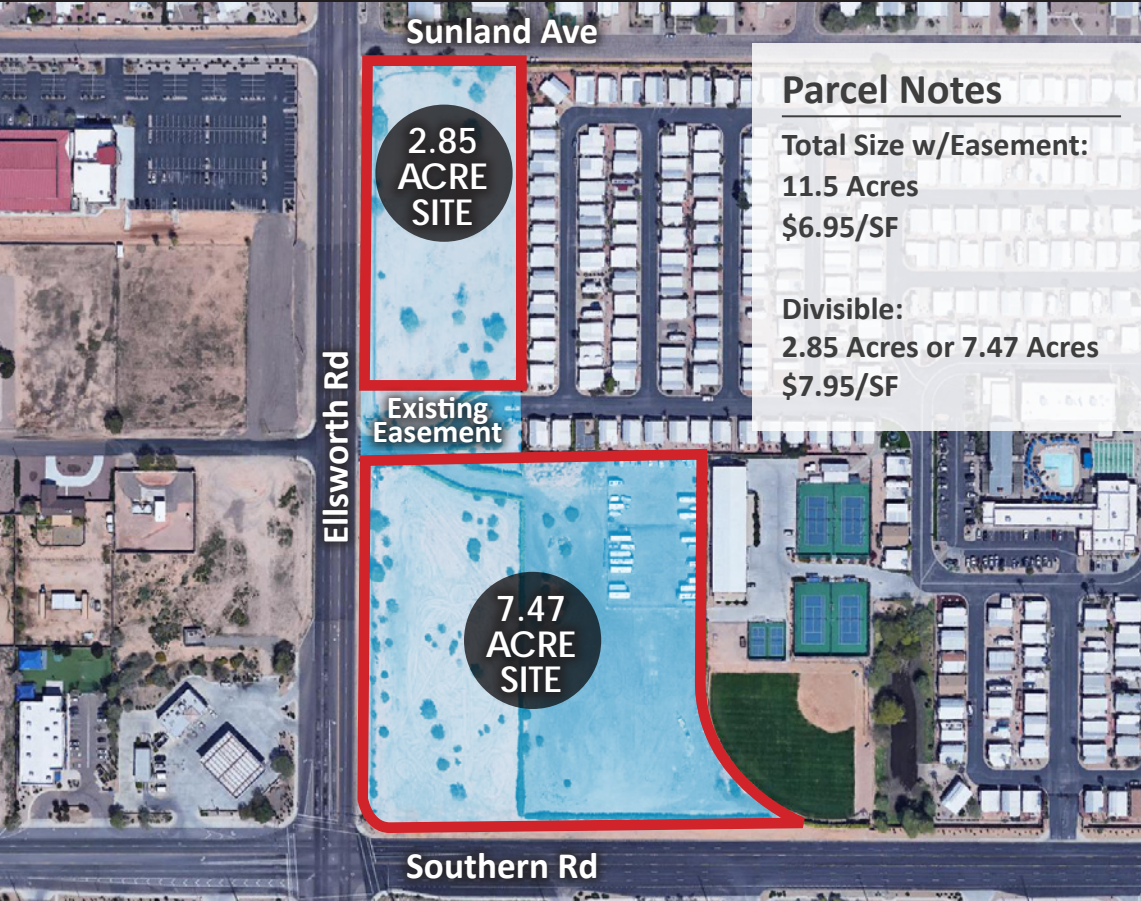 Sunland Ave
2.85
ACRE
SITE
Parcel Notes
Total Size w/Easement:
11.5 Acres
$6.95/SF
Divisible:
2.85 Acres or 7.47 Acres
$7.95/SF
Ellsworth Rd
Existing
Easement
7.47
ACRE
SITE
Southern Rd